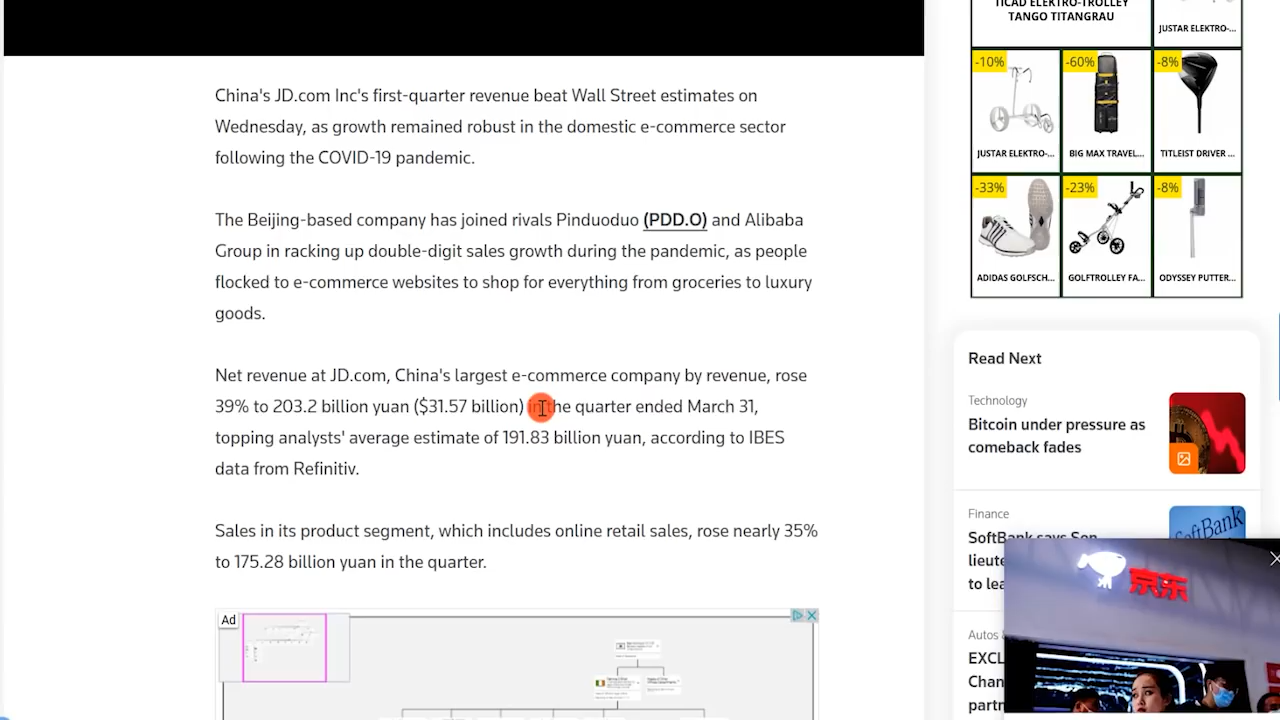 China's JD.com Inc's first-quarter revenue beat Wall Street estimates on
Wednesday, as growth remained robust in the domestic e-commerce sector
following the COVID-19 pandemic.
The Beijing-based company has joined rivals Pinduoduo (PDD.O) and Alibaba
Group in racking up double-digit sales growth during the pandemic, as people
flocked to e-commerce websites to shop for everything from groceries to luxury
goods.
Net revenue at JD.com, China's largest e-commerce company by revenue, rose
39% to 203.2 billion yuan ($31.57 billion) in the quarter ended March 31,
topping analysts' average estimate of 191.83 billion yuan, according to IBES
data from Refinitiv.
Sales in its product segment, which includes online retail sales, rose nearly 35%
to 175.28 billion yuan in the quarter.
Ad
TICAD ELEKTRO-TROLLEY
TANGO TITANGRAU
JUSTAR ELEKTRO-...
-10%
-60%
-8%
JUSTAR ELEKTRO-...
BIG MAX TRAVEL...
TITLEIST DRIVER ...
-33%
-23%
-8%
ADIDAS GOLFSCH...
GOLFTROLLEY FA...
ODYSSEY PUTTER...
Read Next
Technology
Bitcoin under pressure as
comeback fades
Finance
SoftBank says Son
lieute
to lea
SoftBank
Autos
EXCL
Chan
partn
京东